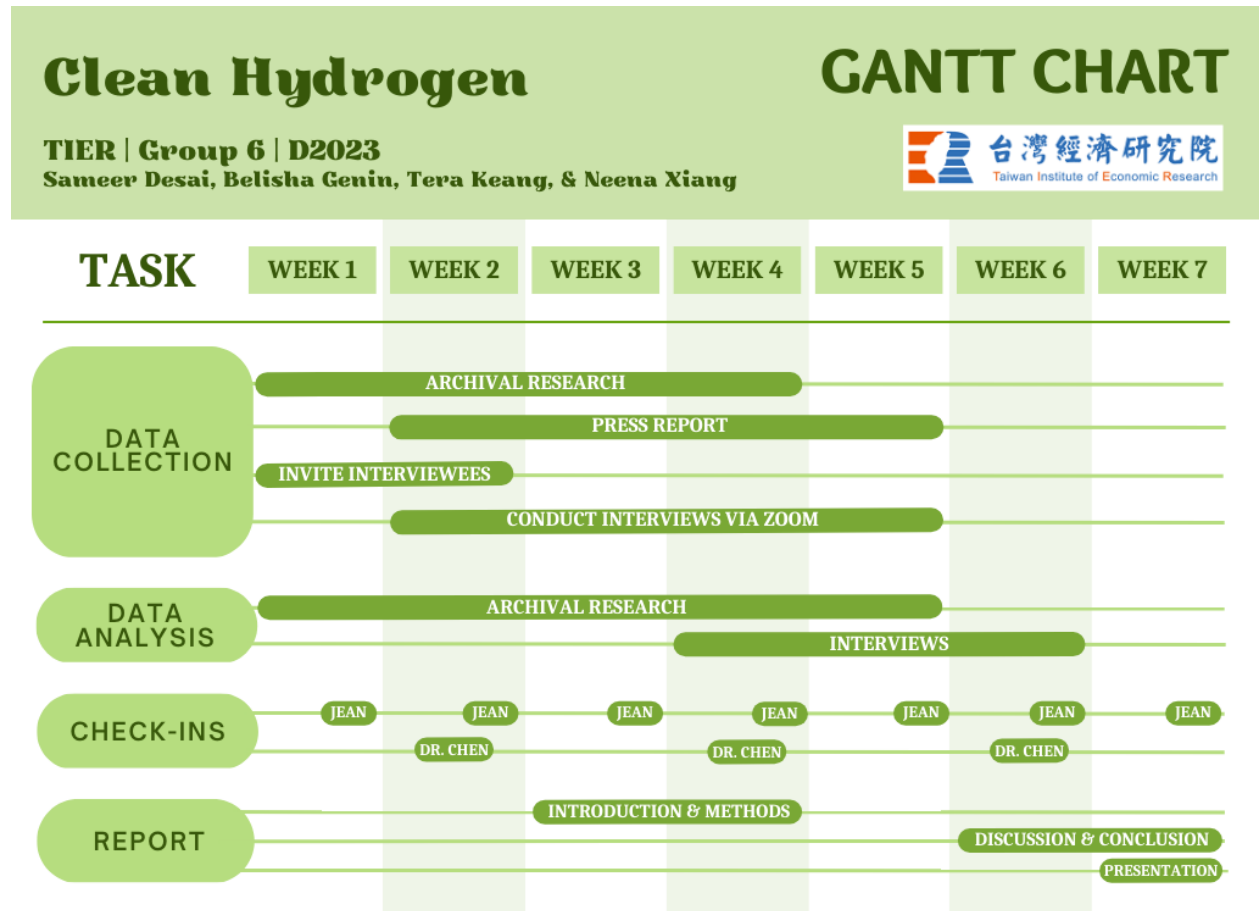 Clean Hydrogen
GANTT CHART
TIER | Group 6 | D2023
Sameer Desai, Belisha Genin, Tera Keang, & Neena Xiang
台灣經濟研究院
Taiwan Institute of Economic Research
TASK
WEEK 1
WEEK 2
WEEK 3
WEEK 4
WEEK 5
WEEK 6
WEEK 7
DATA
COLLECTION
ARCHIVAL RESEARCH
PRESS REPORT
INVITE INTERVIEWEES
CONDUCT INTERVIEWS VIA ZOOM
DATA
ANALYSIS
ARCHIVAL RESEARCH
INTERVIEWS
CHECK-INS
JEAN
JEAN
JEAN
JEAN
JEAN
JEAN
JEAN
DR. CHEN
DR. CHEN
DR. CHEN
REPORT
INTRODUCTION & METHODS
DISCUSSION & CONCLUSION
PRESENTATION